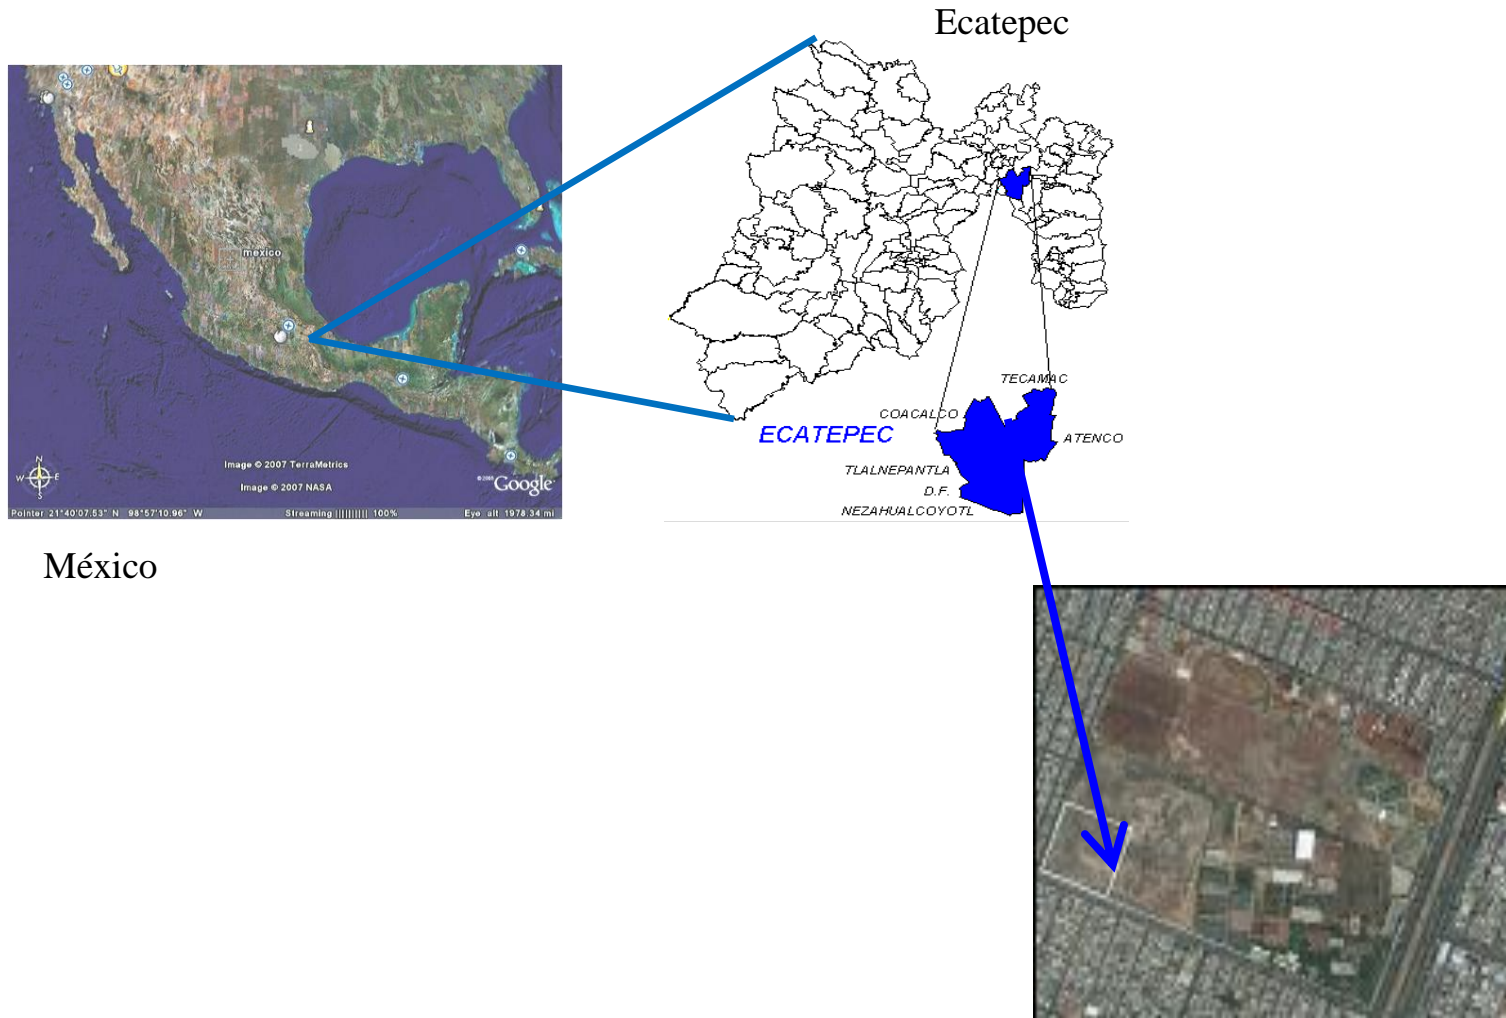 Ecatepec
mexico
N
W E
S
Image © 2007 TerraMetrics
Image © 2007 NASA
Google
Pointer 21°40'07.53" N 98°57'10.96" W Streaming |||||||||| 100% Eye alt 1978.34 mi
TECAMAC
COACALCO
ECATEPEC
ATENCO
TLALNEPANTLA
D.F.
NEZAHUALCOYOTL
México